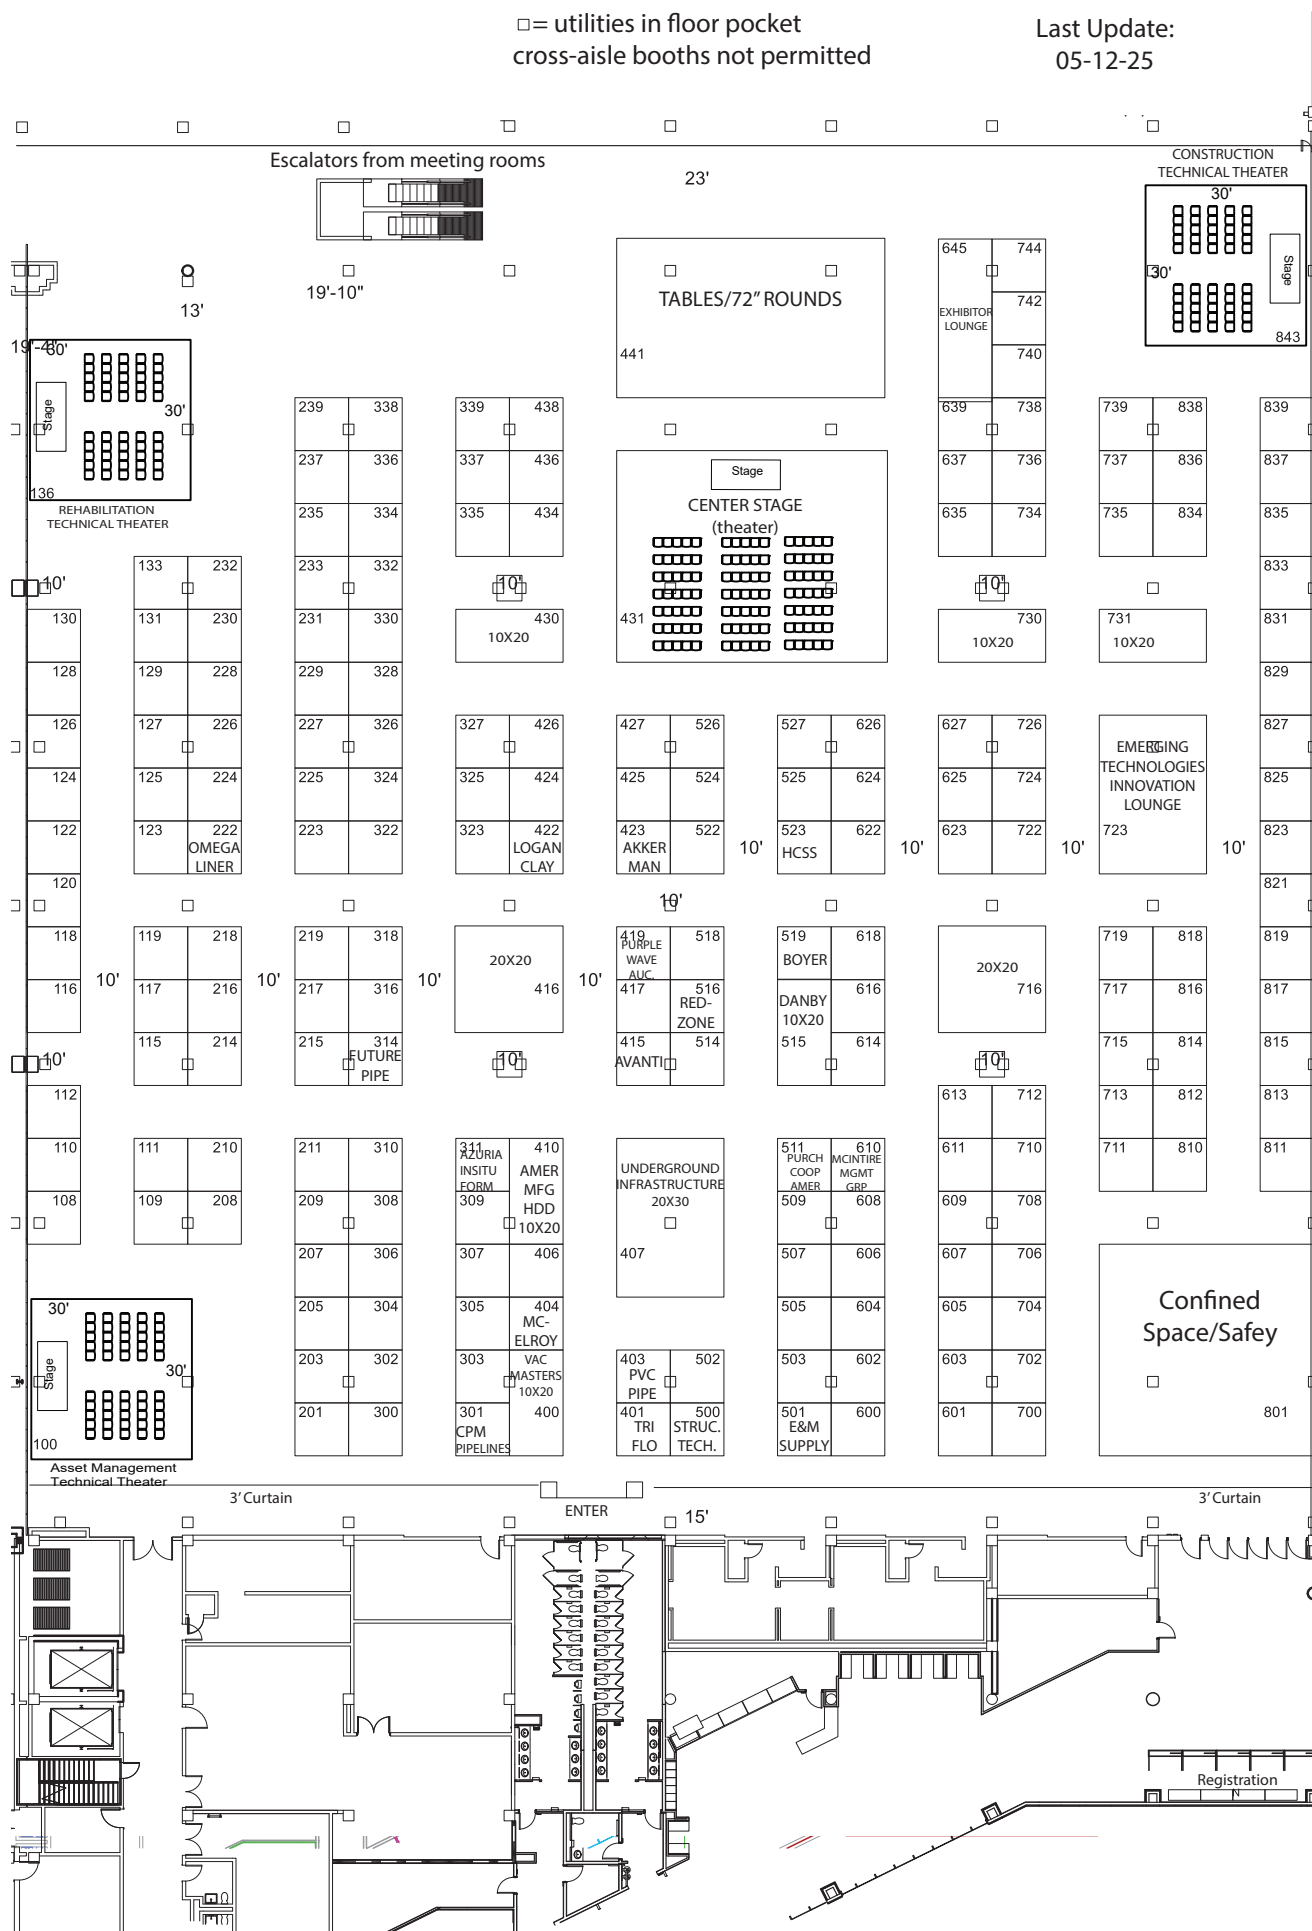 □= utilities in floor pocket
cross-aisle booths not permitted
Last Update:
05-12-25
Escalators from meeting rooms
23'
CONSTRUCTION
TECHNICAL THEATER
30'
30'
Stage
843
13'
19'-10"
TABLES/72” ROUNDS
441
645 744
EXHIBITOR
LOUNGE
742
740
19'-4"
30'
Stage
30'
136
REHABILITATION
TECHNICAL THEATER
239 338 339 438 639 738 739 838 839
237 336 337 436 637 736 737 836 837
235 334 335 434 635 734 735 834 835
Stage
CENTER STAGE
(theater)
431
10' 133 232 233 332 10' 10' 833
130 131 230 231 330 430 730 731 831
10X20 10X20 10X20
128 129 228 229 328 829
126 127 226 227 326 327 426 427 526 527 626 627 726 827
EMERGING
TECHNOLOGIES
INNOVATION
LOUNGE
723
124 125 224 225 324 325 424 425 524 525 624 625 724 825
122 123 222 223 322 323 422 423 522 523 622 623 722 823
OMEGA
LINER
LOGAN
CLAY
AKKER
MAN
HCSS
10' 10' 10' 10'
120 821
10'
118 119 218 219 318 419 518 519 618 719 818 819
20X20
416
PURPLE
WAVE
AUC.
BOYER
20X20
716
10' 10' 10' 10'
116 117 216 217 316 417 516 616 717 816 817
RED-
ZONE
DANBY
10X20
10' 115 214 215 314 10' 415 514 515 614 10' 715 814 815
FUTURE
PIPE
AVANTI
112 613 712 713 812 813
110 111 210 211 310 311 410 511 610 611 710 711 810 811
AZURIA
INSITU
FORM
AMER
MFG
HDD
10X20
UNDERGROUND
INFRASTRUCTURE
20X30
407
PURCH
COOP
AMER
MCINTIRE
MGMT
GRP
108 109 208 209 308 309 509 608 609 708
207 306 307 406 507 606 607 706
205 304 305 404 505 604 605 704
MC-
ELROY
Confined
Space/Safey
801
30'
Stage
30'
100
Asset Management
Technical Theater
203 302 303 403 502 503 602 603 702
VAC
MASTERS
10X20
PVC
PIPE
201 300 301 400 401 500 501 600 601 700
CPM
PIPELINES
TRI
FLO
STRUC.
TECH.
E&M
SUPPLY
3’ Curtain
ENTER
15'
3’ Curtain
Registration
N